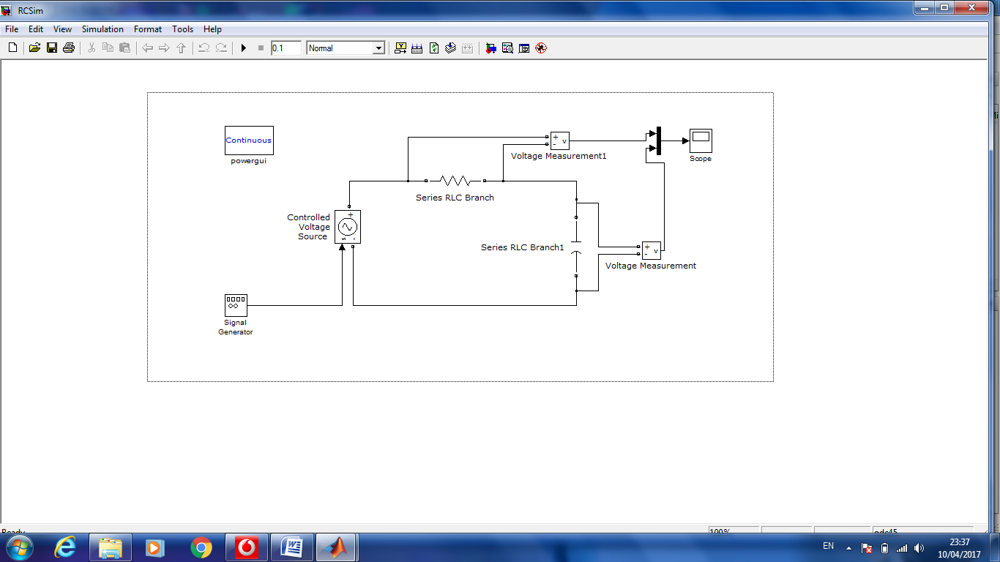 RCSim
File Edit View Simulation Format Tools Help
0.1 Normal
Continuous
powergui
+
-
v
Voltage Measurement1
Scope
Series RLC Branch
Controlled
Voltage
Source
+
s
-
Series RLC Branch1
+
-
v
Voltage Measurement
Signal
Generator
Ready 100% ode45
EN
23:37
10/04/2017